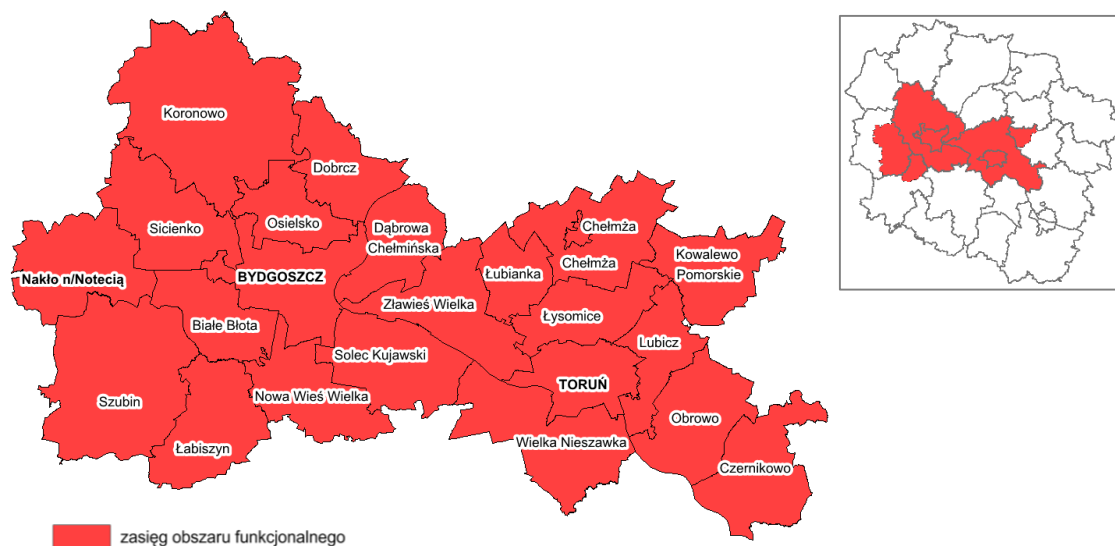 Koronowo
Dobrcz
Sicienko
Osielsko
Dąbrowa
Chełmińska
Chełmża
Nakło n/Notecią
BYDGOSZCZ
Łubianka
Chełmża
Kowalewo
Pomorskie
Zławieś Wielka
Białe Błota
Łysomice
Solec Kujawski
Lubicz
Szubin
Nowa Wieś Wielka
TORUŃ
Obrowo
Łabiszyn
Wielka Nieszawka
Czernikowo
zasięg obszaru funkcjonalnego